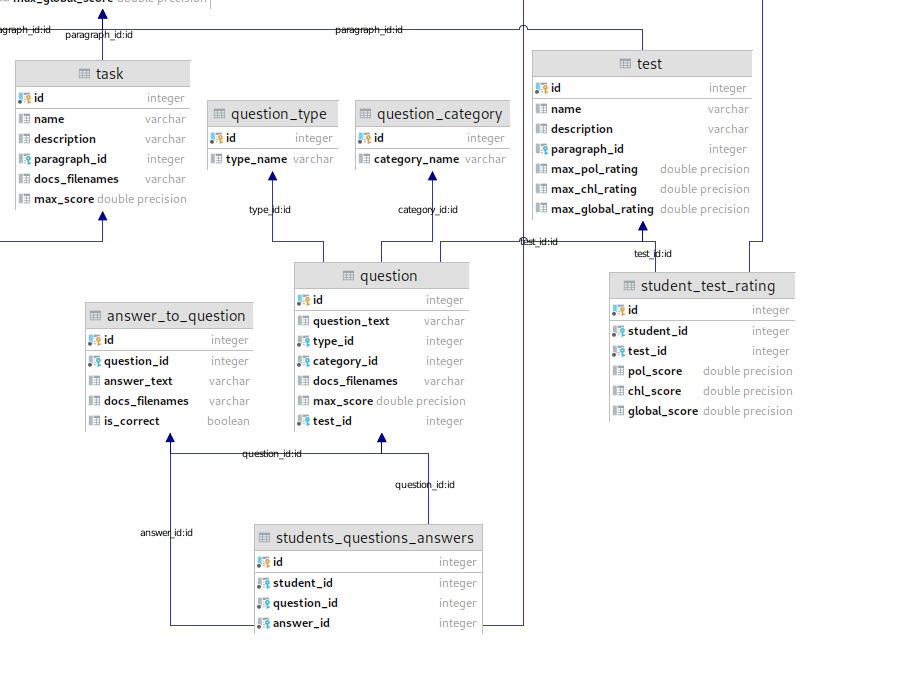 max_global_score double precision
paragraph_id:id
paragraph_id:id
paragraph_id:id
task
id integer
name varchar
description varchar
paragraph_id integer
docs_filenames varchar
max_score double precision
question_type
id integer
type_name varchar
question_category
id integer
category_name varchar
test
id integer
name varchar
description varchar
paragraph_id integer
max_pol_rating double precision
max_chl_rating double precision
max_global_rating double precision
type_id:id
category_id:id
test_id:id
test_id:id
question
id integer
question_text varchar
type_id integer
category_id integer
docs_filenames varchar
max_score double precision
test_id integer
student_test_rating
id integer
student_id integer
test_id integer
pol_score double precision
chl_score double precision
global_score double precision
answer_to_question
id integer
question_id integer
answer_text varchar
docs_filenames varchar
is_correct boolean
question_id:id
question_id:id
answer_id:id
students_questions_answers
id integer
student_id integer
question_id integer
answer_id integer